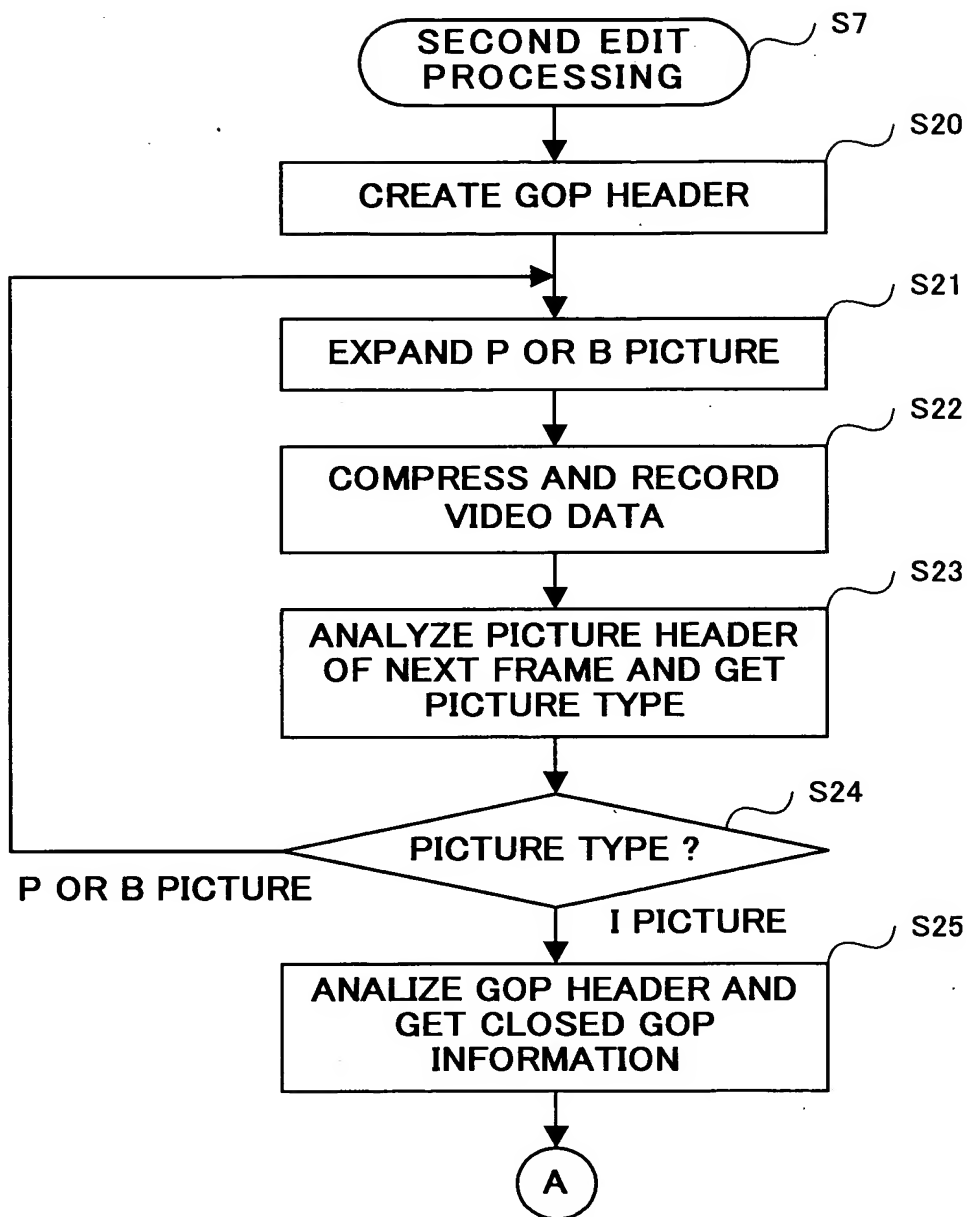 SECOND EDIT
PROCESSING
S7
S20
CREATE GOP HEADER
S21
EXPAND P OR B PICTURE
S22
COMPRESS AND RECORD
VIDEO DATA
S23
ANALYZE PICTURE HEADER
OF NEXT FRAME AND GET
PICTURE TYPE
S24
PICTURE TYPE ?
P OR B PICTURE
I PICTURE
S25
ANALIZE GOP HEADER AND
GET CLOSED GOP
INFORMATION
A